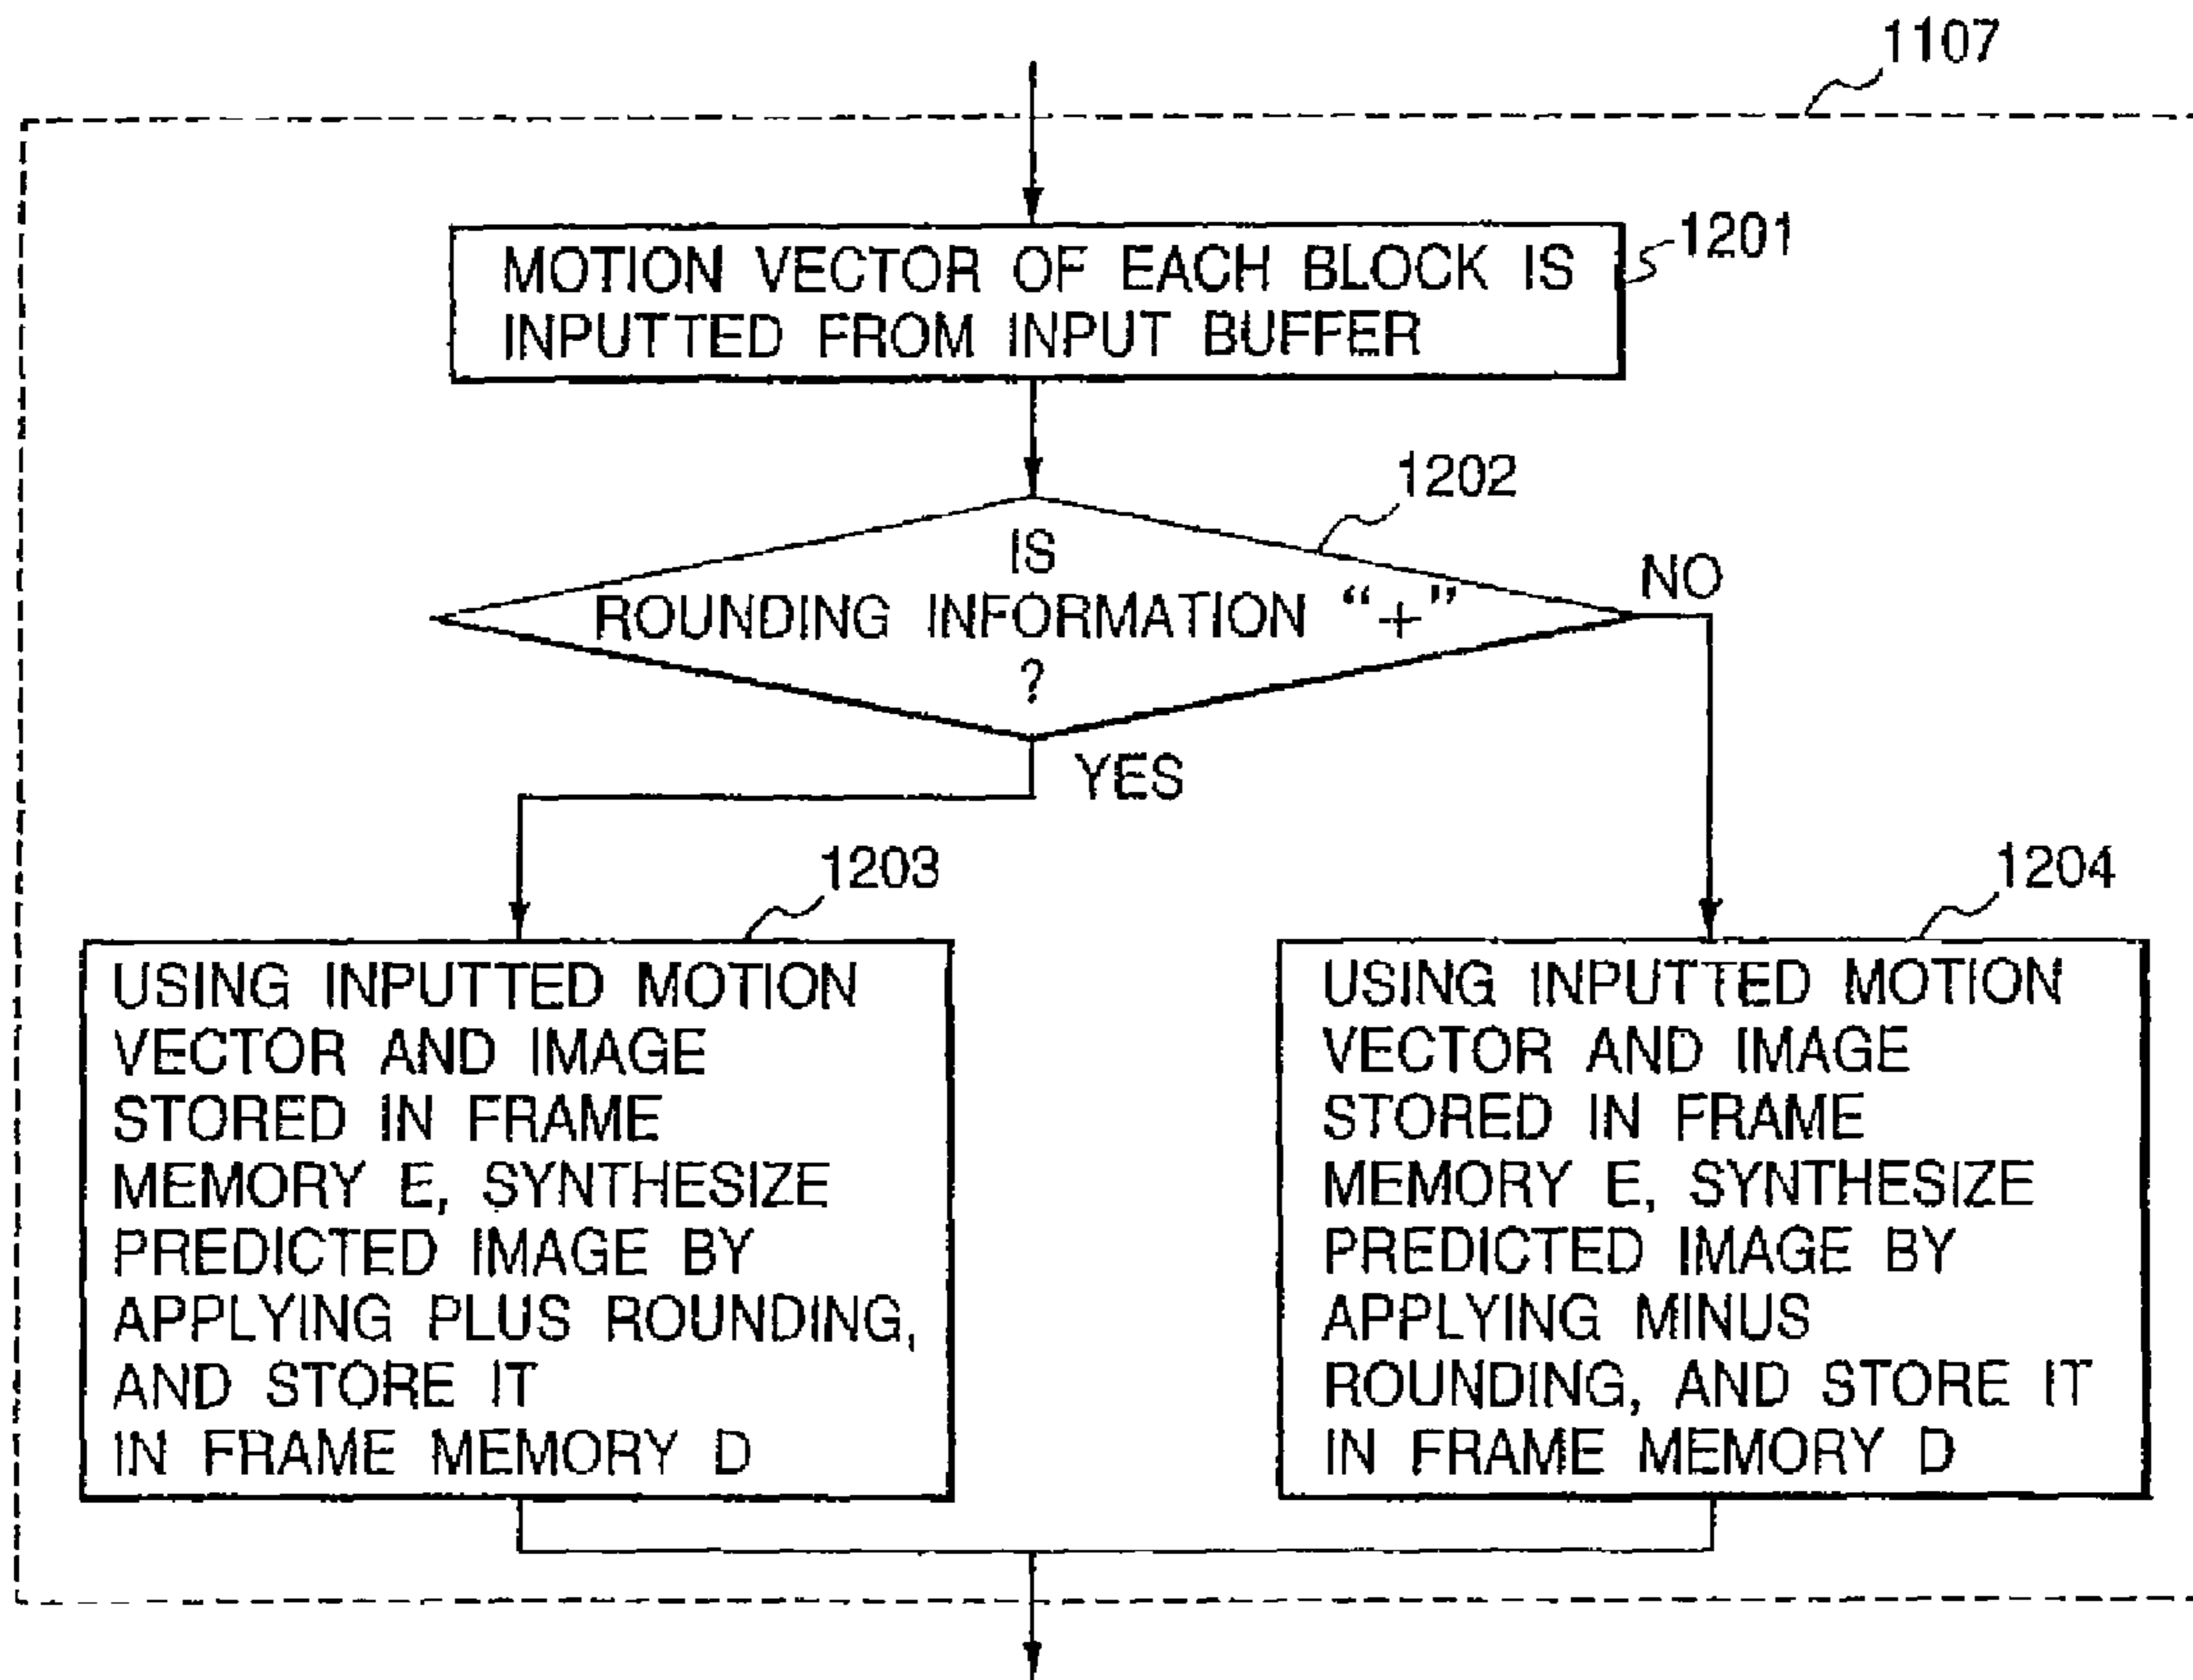 1107
MOTION VECTOR OF EACH BLOCK IS
INPUTTED FROM INPUT BUFFER
1201
1202
IS
ROUNDING INFORMATION “+”
?
NO
YES
1203
USING INPUTTED MOTION
VECTOR AND IMAGE
STORED IN FRAME
MEMORY E, SYNTHESIZE
PREDICTED IMAGE BY
APPLYING PLUS ROUNDING,
AND STORE IT
IN FRAME MEMORY D
1204
USING INPUTTED MOTION
VECTOR AND IMAGE
STORED IN FRAME
MEMORY E, SYNTHESIZE
PREDICTED IMAGE BY
APPLYING MINUS
ROUNDING, AND STORE IT
IN FRAME MEMORY D